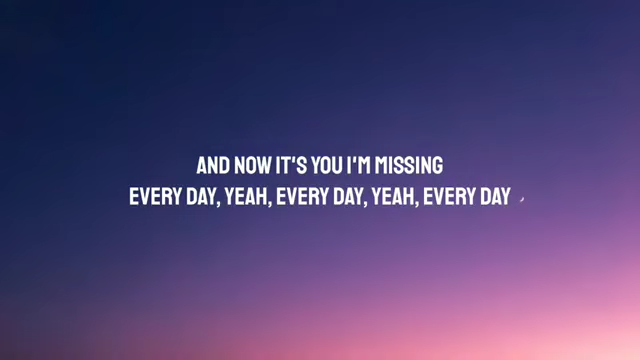 AND NOW IT'S YOU I'M MISSING
EVERY DAY, YEAH, EVERY DAY, YEAH, EVERY DAY